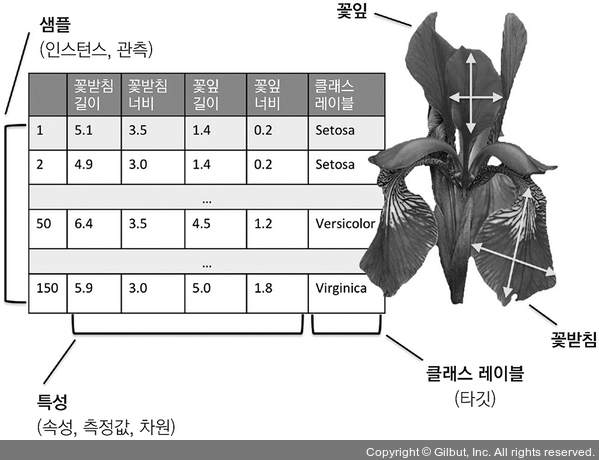 샘플
(인스턴스, 관측)
꽃잎
꽃받침 길이 꽃받침 너비 꽃잎 길이 꽃잎 너비 클래스 레이블
1 5.1 3.5 1.4 0.2 Setosa
2 4.9 3.0 1.4 0.2 Setosa
...
50 6.4 3.5 4.5 1.2 Versicolor
...
150 5.9 3.0 5.0 1.8 Virginica
꽃받침
클래스 레이블
(타깃)
특성
(속성, 측정값, 차원)
Copyright © Gilbut, Inc. All rights reserved.